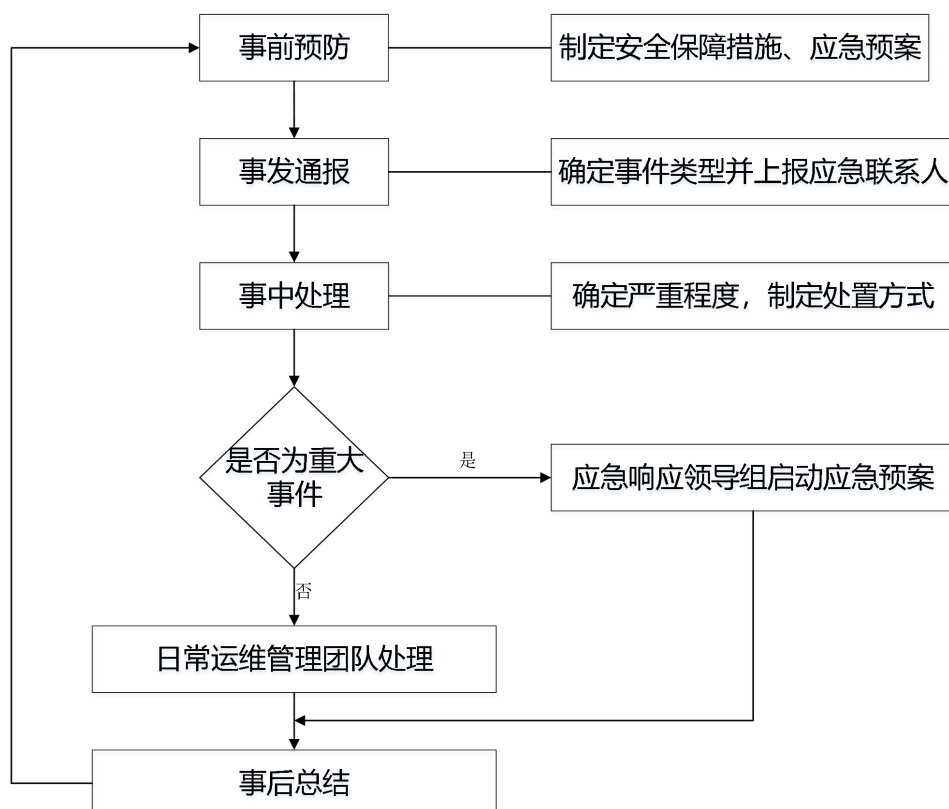 事前预防
制定安全保障措施、应急预案
事发通报
确定事件类型并上报应急联系人
事中处理
确定严重程度，制定处置方式
是否为重大
事件
是
应急响应领导组启动应急预案
否
日常运维管理团队处理
事后总结